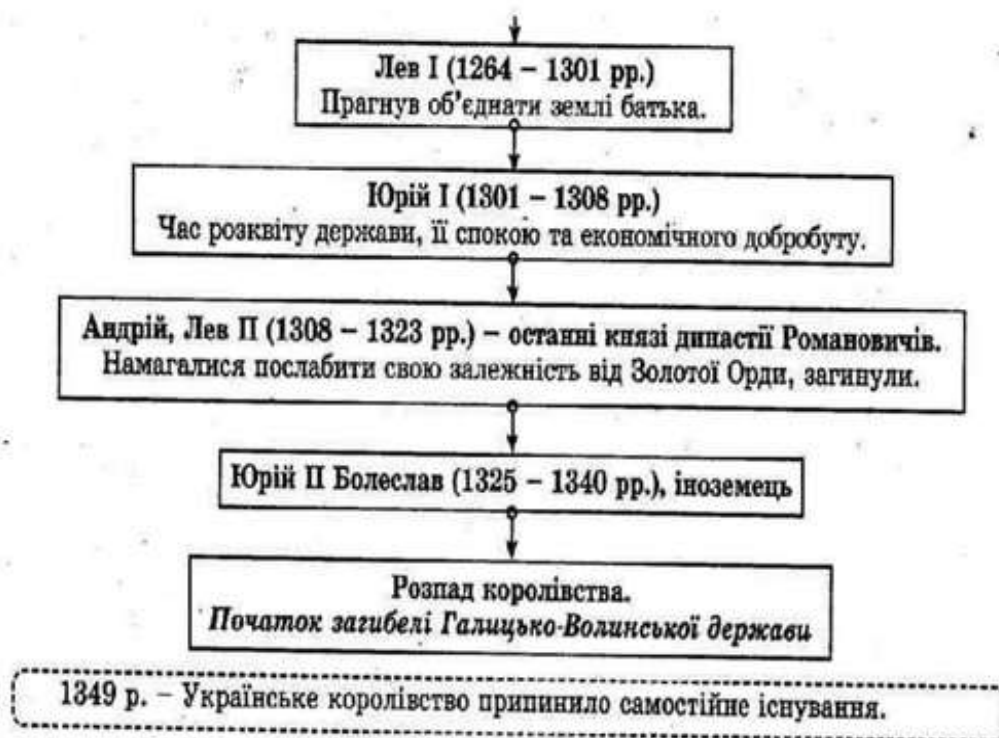 Лев І (1264 – 1301 рр.)
Прагнув об'єднати землі батька.
Юрій І (1301 – 1308 рр.)
Час розквіту держави, її спокою та економічного добробуту.
Андрій, Лев ІІ (1308 – 1323 рр.) – останні князі династії Романовичів.
Намагалися послабити свою залежність від Золотої Орди, загинули.
Юрій ІІ Болеслав (1325 – 1340 рр.), іноземець
Розпад королівства.
Початок загибелі Галицько-Волинської держави
1349 р. – Українське королівство припинило самостійне існування.